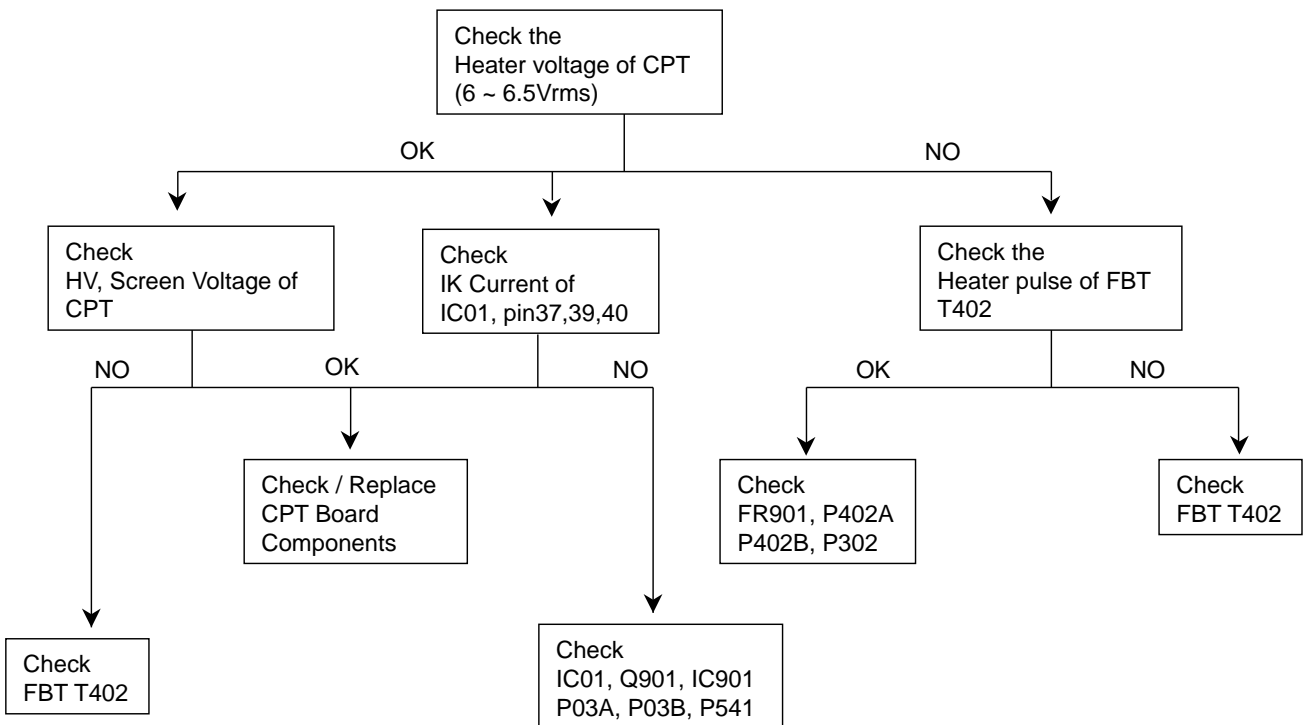 Check the
Heater voltage of CPT
(6 ~ 6.5Vrms)
OK
NO
Check
HV, Screen Voltage of
CPT
Check
IK Current of
IC01, pin37,39,40
Check the
Heater pulse of FBT
T402
NO
OK
NO
OK
NO
Check / Replace
CPT Board
Components
Check
FR901, P402A
P402B, P302
Check
FBT T402
Check
FBT T402
Check
IC01, Q901, IC901
P03A, P03B, P541